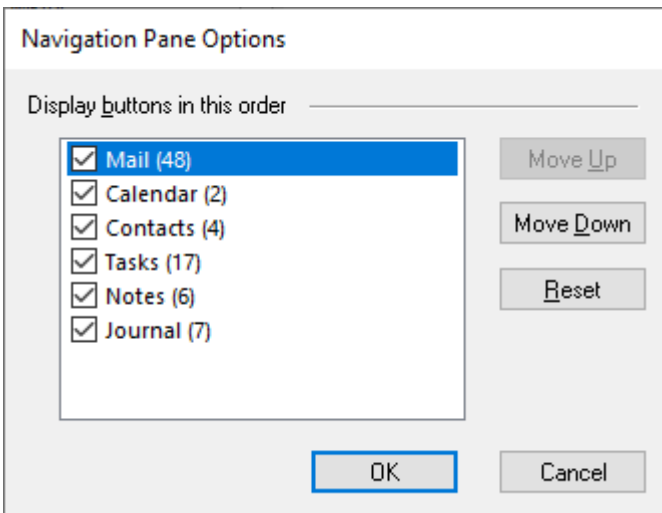 Navigation Pane Options
Display buttons in this order
Mail (48)
Calendar (2)
Contacts (4)
Tasks (17)
Notes (6)
Journal (7)
Move Up
Move Down
Reset
OK
Cancel